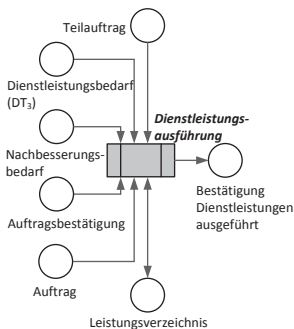 Teilauftrag
Dienstleistungsbedarf
(DT₃)
Dienstleistungs-
ausführung
Nachbesserungs-
bedarf
Bestätigung
Dienstleistungen
ausgeführt
Auftragsbestätigung
Auftrag
Leistungsverzeichnis